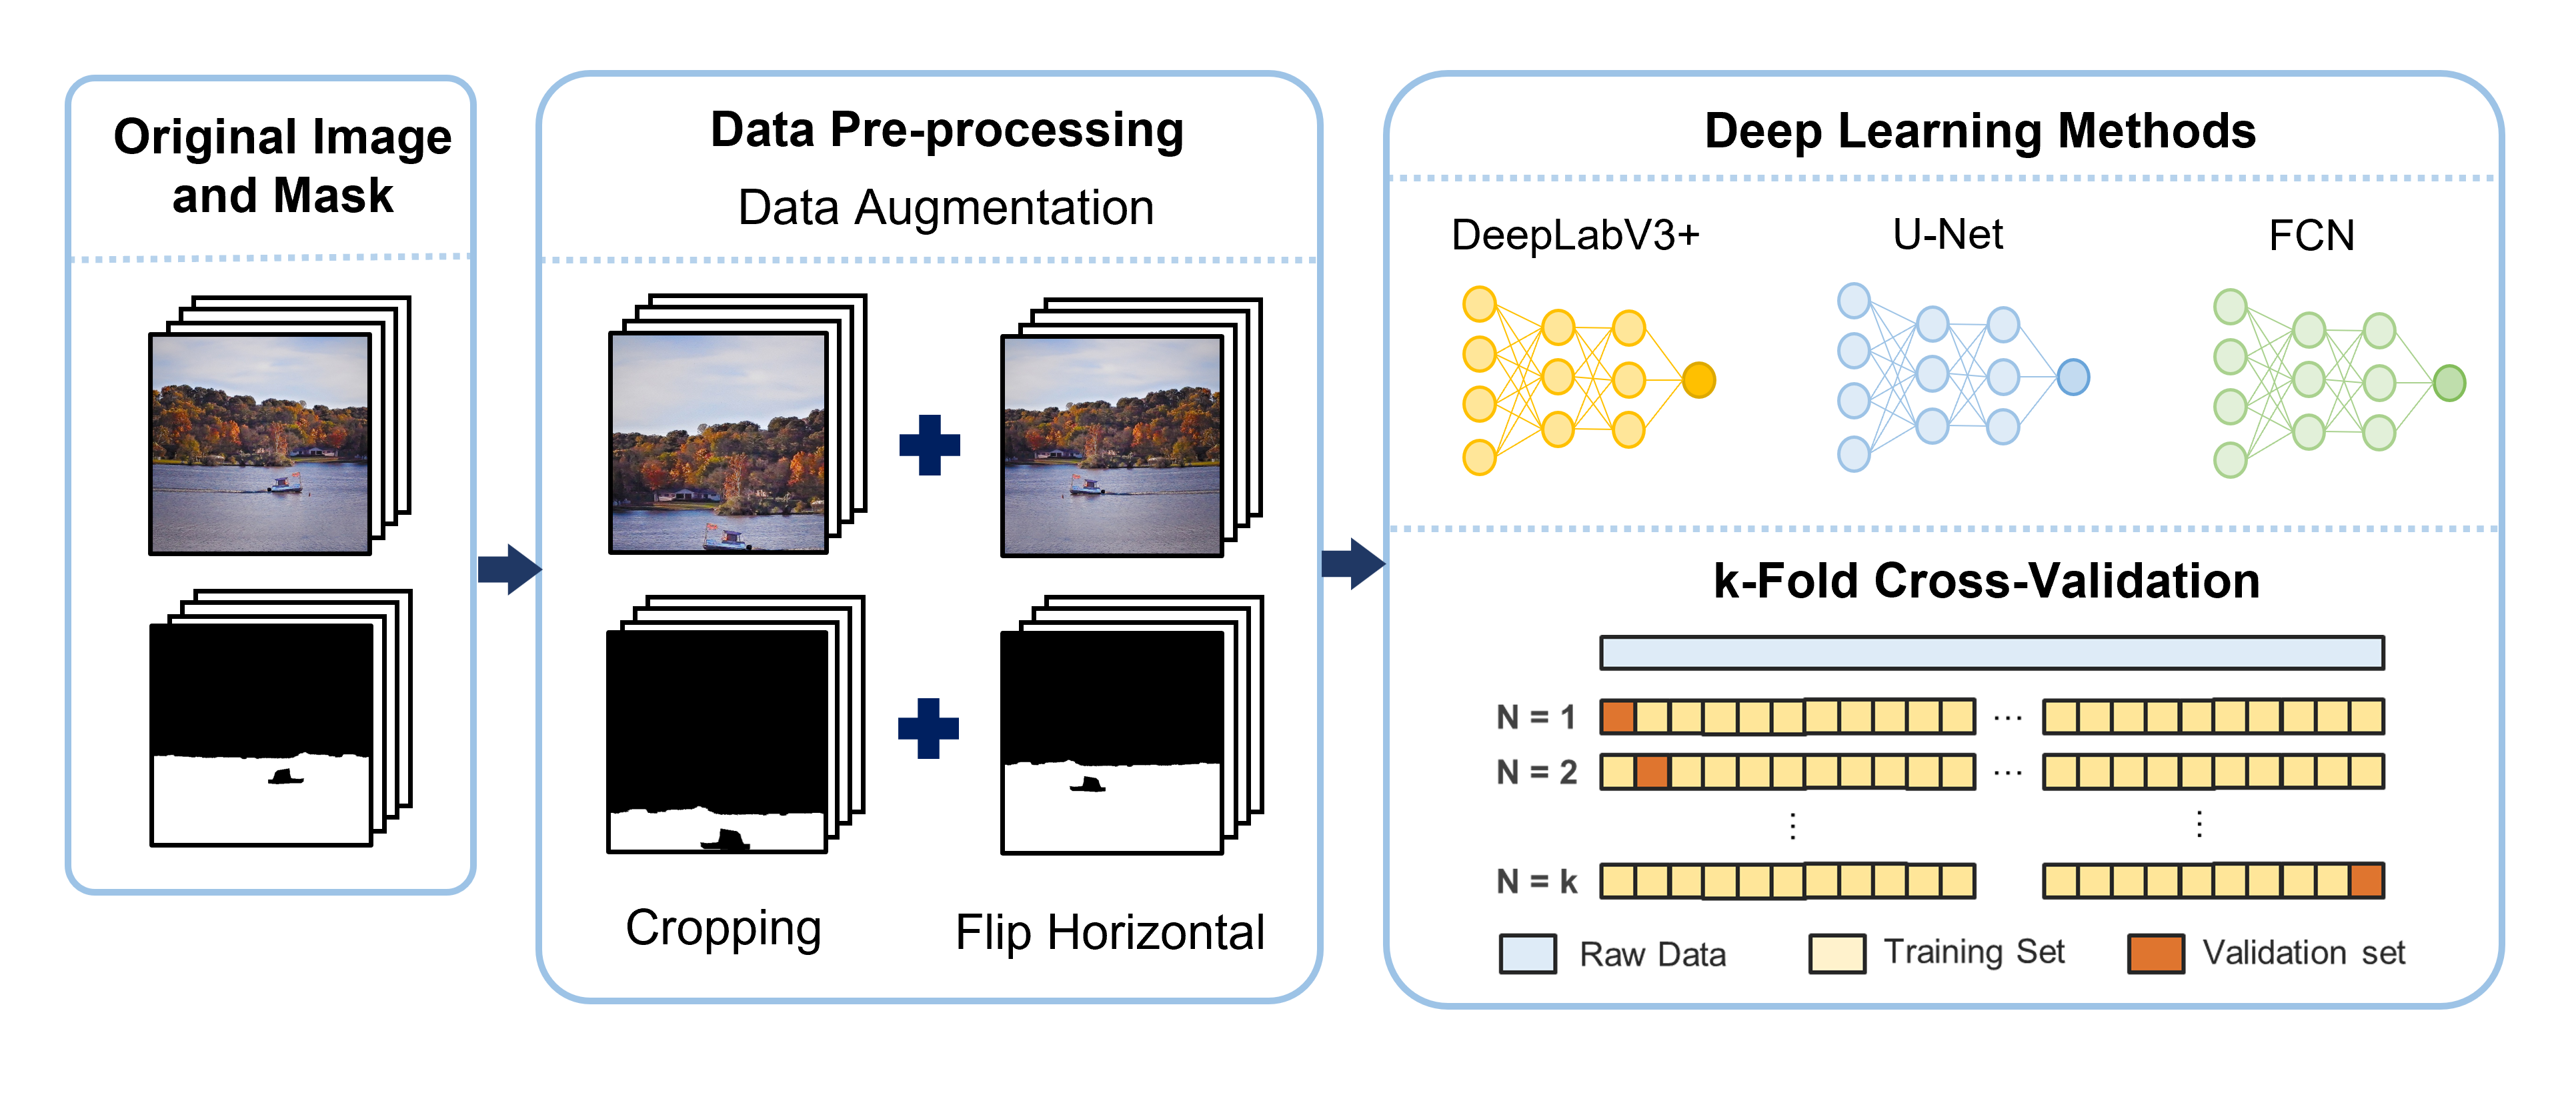 Original Image
and Mask
Data Pre-processing
Data Augmentation
Cropping
Flip Horizontal
Deep Learning Methods
DeepLabV3+
U-Net
FCN
k-Fold Cross-Validation
N = 1
...
N = 2
...
N = k
Raw Data
Training Set
Validation set